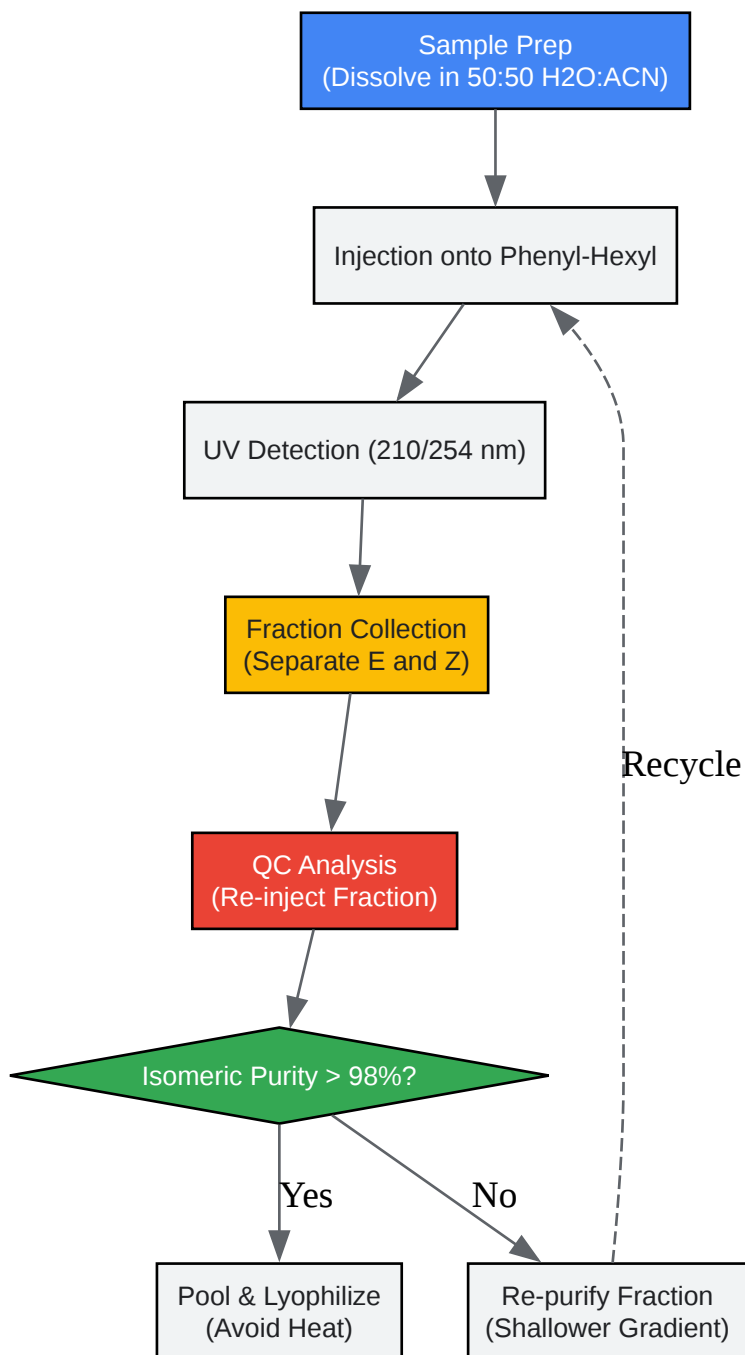 Sample Prep
(Dissolve in 50:50 H2O:ACN)
Injection onto Phenyl-Hexyl
UV Detection (210/254 nm)
Fraction Collection
(Separate E and Z)
Recycle
QC Analysis
(Re-inject Fraction)
Isomeric Purity > 98%?
Yes
No
Pool & Lyophilize
(Avoid Heat)
Re-purify Fraction
(Shallower Gradient)